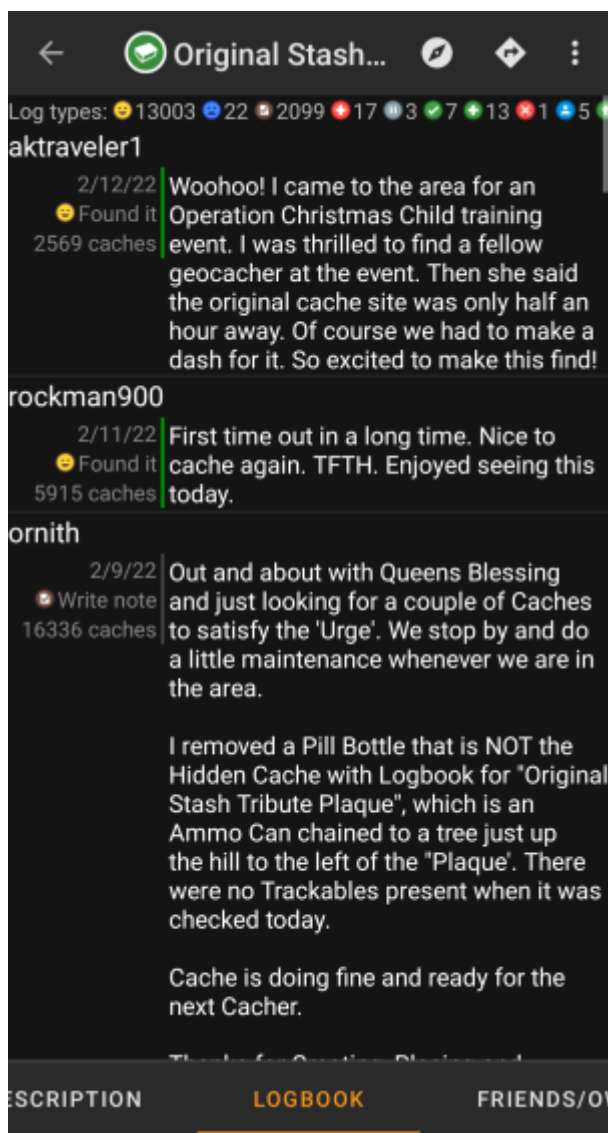 Original Stash...
Log types: 13003 22 2099 17 3 7 13 1 5
aktraveler1
2/12/22
Found it
2569 caches
Woohoo! I came to the area for an
Operation Christmas Child training
event. I was thrilled to find a fellow
geocacher at the event. Then she said
the original cache site was only half an
hour away. Of course we had to make a
dash for it. So excited to make this find!
rockman900
2/11/22
Found it
5915 caches
First time out in a long time. Nice to
cache again. TFTH. Enjoyed seeing this
today.
ornith
2/9/22
Write note
16336 caches
Out and about with Queens Blessing
and just looking for a couple of Caches
to satisfy the 'Urge'. We stop by and do
a little maintenance whenever we are in
the area.
I removed a Pill Bottle that is NOT the
Hidden Cache with Logbook for "Original
Stash Tribute Plaque", which is an
Ammo Can chained to a tree just up
the hill to the left of the "Plaque'. There
were no Trackables present when it was
checked today.
Cache is doing fine and ready for the
next Cacher.
ESCRIPTION
LOGBOOK
FRIENDS/OW